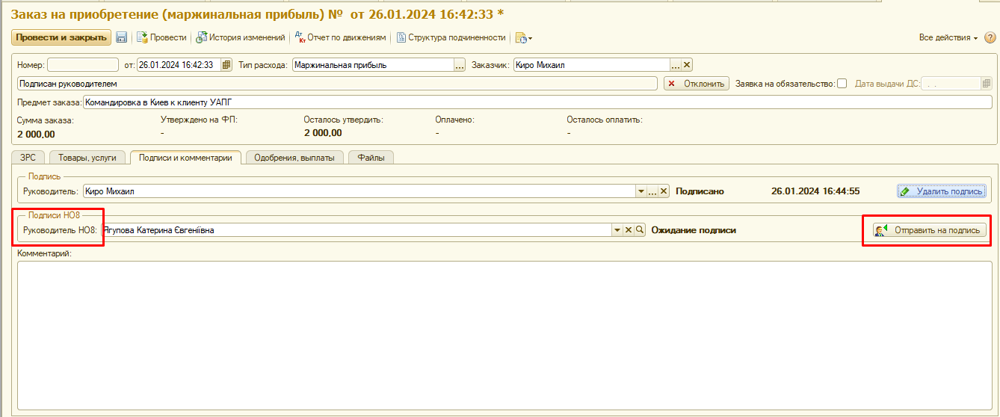 Заказ на приобретение (маржинальная прибыль) № от 26.01.2024 16:42:33 *
Провести и закрыть Провести История изменений Дт Кт Отчет по движениям Структура подчиненности Все действия ?
Номер: от: 26.01.2024 16:42:33 Тип расхода: Маржинальная прибыль ... Заказчик: Киро Михаил ...
Подписан руководителем Отклонить Заявка на обязательство: Дата выдачи ДС: . .
Предмет заказа: Командировка в Киев к клиенту УАПГ
Сумма заказа: Утверждено на ФП: Осталось утвердить: Оплачено: Осталось оплатить:
2 000,00 - 2 000,00 - -
ЗРС Товары, услуги Подписи и комментарии Одобрения, выплаты Файлы
Подпись
Руководитель: Киро Михаил ... Подписано 26.01.2024 16:44:55 Удалить подпись
Подписи НО8
Руководитель НО8: Ягупова Катерина Євгеніївна Ожидание подписи Отправить на подпись
Комментарий: